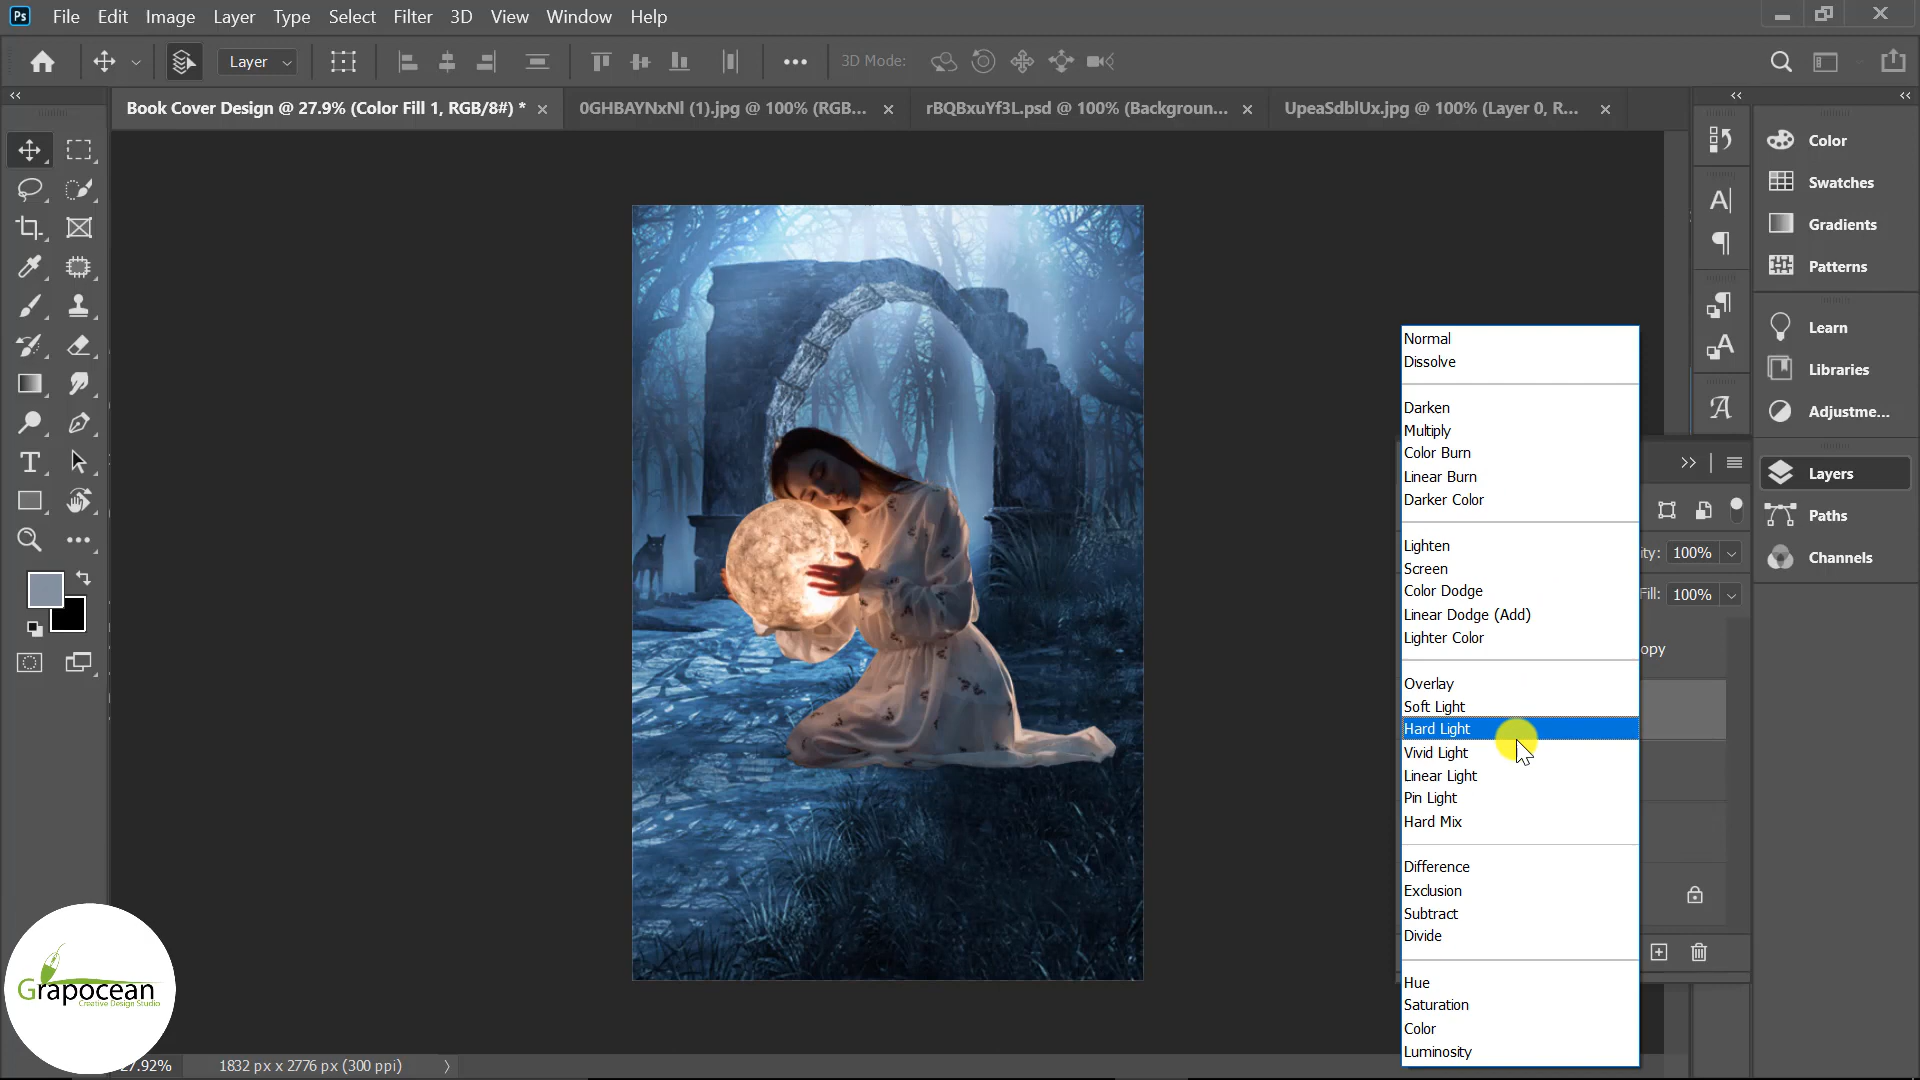 Ps File Edit Image Layer Type Select Filter 3D View Window Help
Layer 3D Mode:
Book Cover Design @ 27.9% (Color Fill 1, RGB/8#) * 0GHBAYNxNl (1).jpg @ 100% (RGB... rBQBxuYf3L.psd @ 100% (Backgroun... UpeaSdblUx.jpg @ 100% (Layer 0, R...
Color
Swatches
Gradients
Patterns
Learn
Libraries
Adjustme...
Layers
Paths
Channels
Normal
Dissolve
Darken
Multiply
Color Burn
Linear Burn
Darker Color
Lighten
Screen
Color Dodge
Linear Dodge (Add)
Lighter Color
Overlay
Soft Light
Hard Light
Vivid Light
Linear Light
Pin Light
Hard Mix
Difference
Exclusion
Subtract
Divide
Hue
Saturation
Color
Luminosity
ity: 100%
Fill: 100%
opy
Grapocean
Creative Design Studio
27.92% 1832 px x 2776 px (300 ppi)